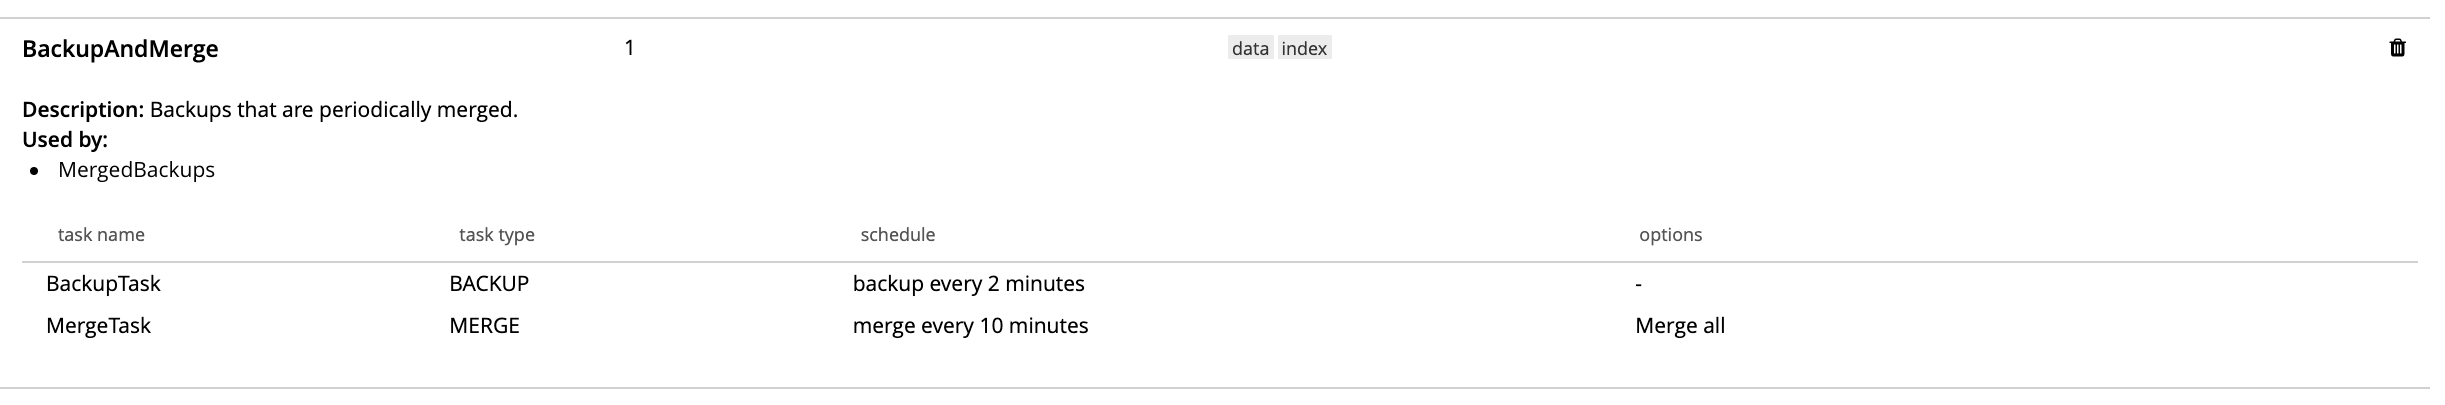 BackupAndMerge 1 data index
Description: Backups that are periodically merged.
Used by:
• MergedBackups
task name task type schedule options
BackupTask BACKUP backup every 2 minutes -
MergeTask MERGE merge every 10 minutes Merge all